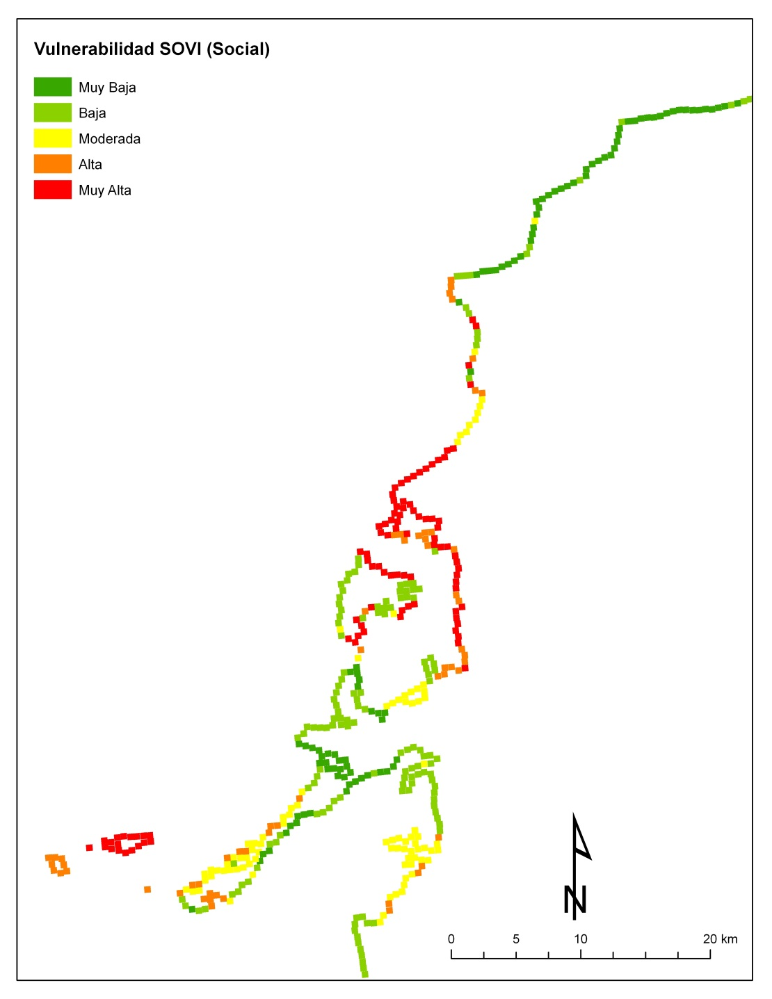 Vulnerabilidad SOVI (Social)
Muy Baja
Baja
Moderada
Alta
Muy Alta
N
0 5 10 20 km